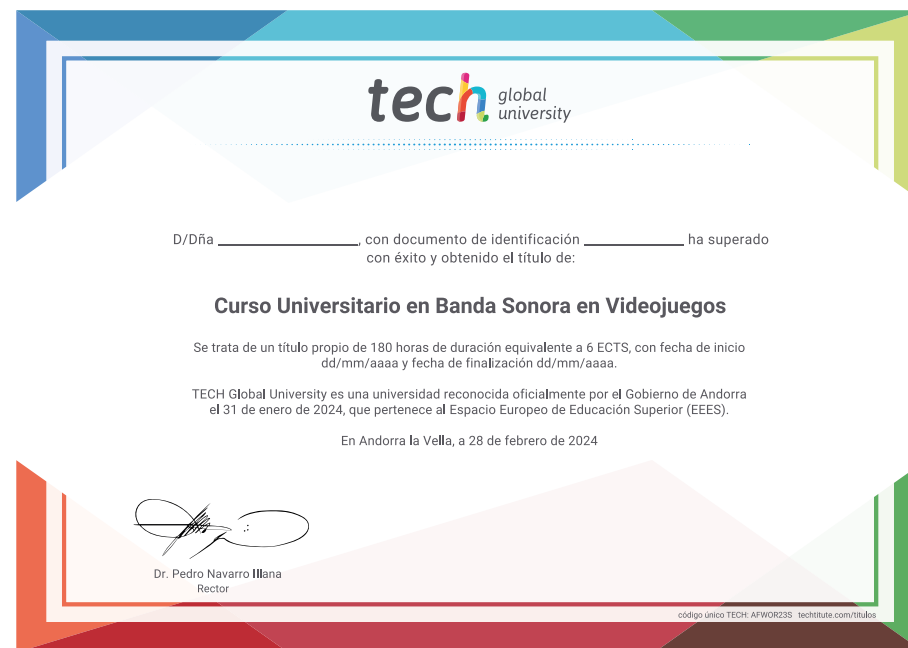 tech global university
D/Dña ______________, con documento de identificación __________ ha superado
con éxito y obtenido el título de:
Curso Universitario en Banda Sonora en Videojuegos
Se trata de un título propio de 180 horas de duración equivalente a 6 ECTS, con fecha de inicio
dd/mm/aaaa y fecha de finalización dd/mm/aaaa.
TECH Global University es una universidad reconocida oficialmente por el Gobierno de Andorra
el 31 de enero de 2024, que pertenece al Espacio Europeo de Educación Superior (EEES).
En Andorra la Vella, a 28 de febrero de 2024
Dr. Pedro Navarro Illana
Rector
código único TECH: AFWOR23S techtitute.com/titulos